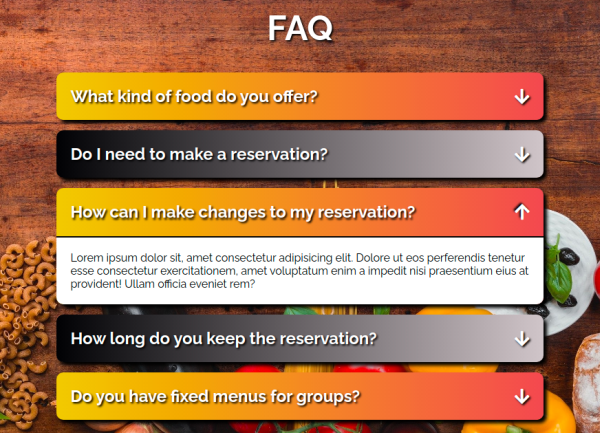 FAQ
What kind of food do you offer?
Do I need to make a reservation?
How can I make changes to my reservation?
Lorem ipsum dolor sit, amet consectetur adipisicing elit. Dolore ut eos perferendis tenetur
esse consectetur exercitationem, amet voluptatum enim a impedit nisi praesentium eius at
provident! Ullam officia eveniet rem?
How long do you keep the reservation?
Do you have fixed menus for groups?